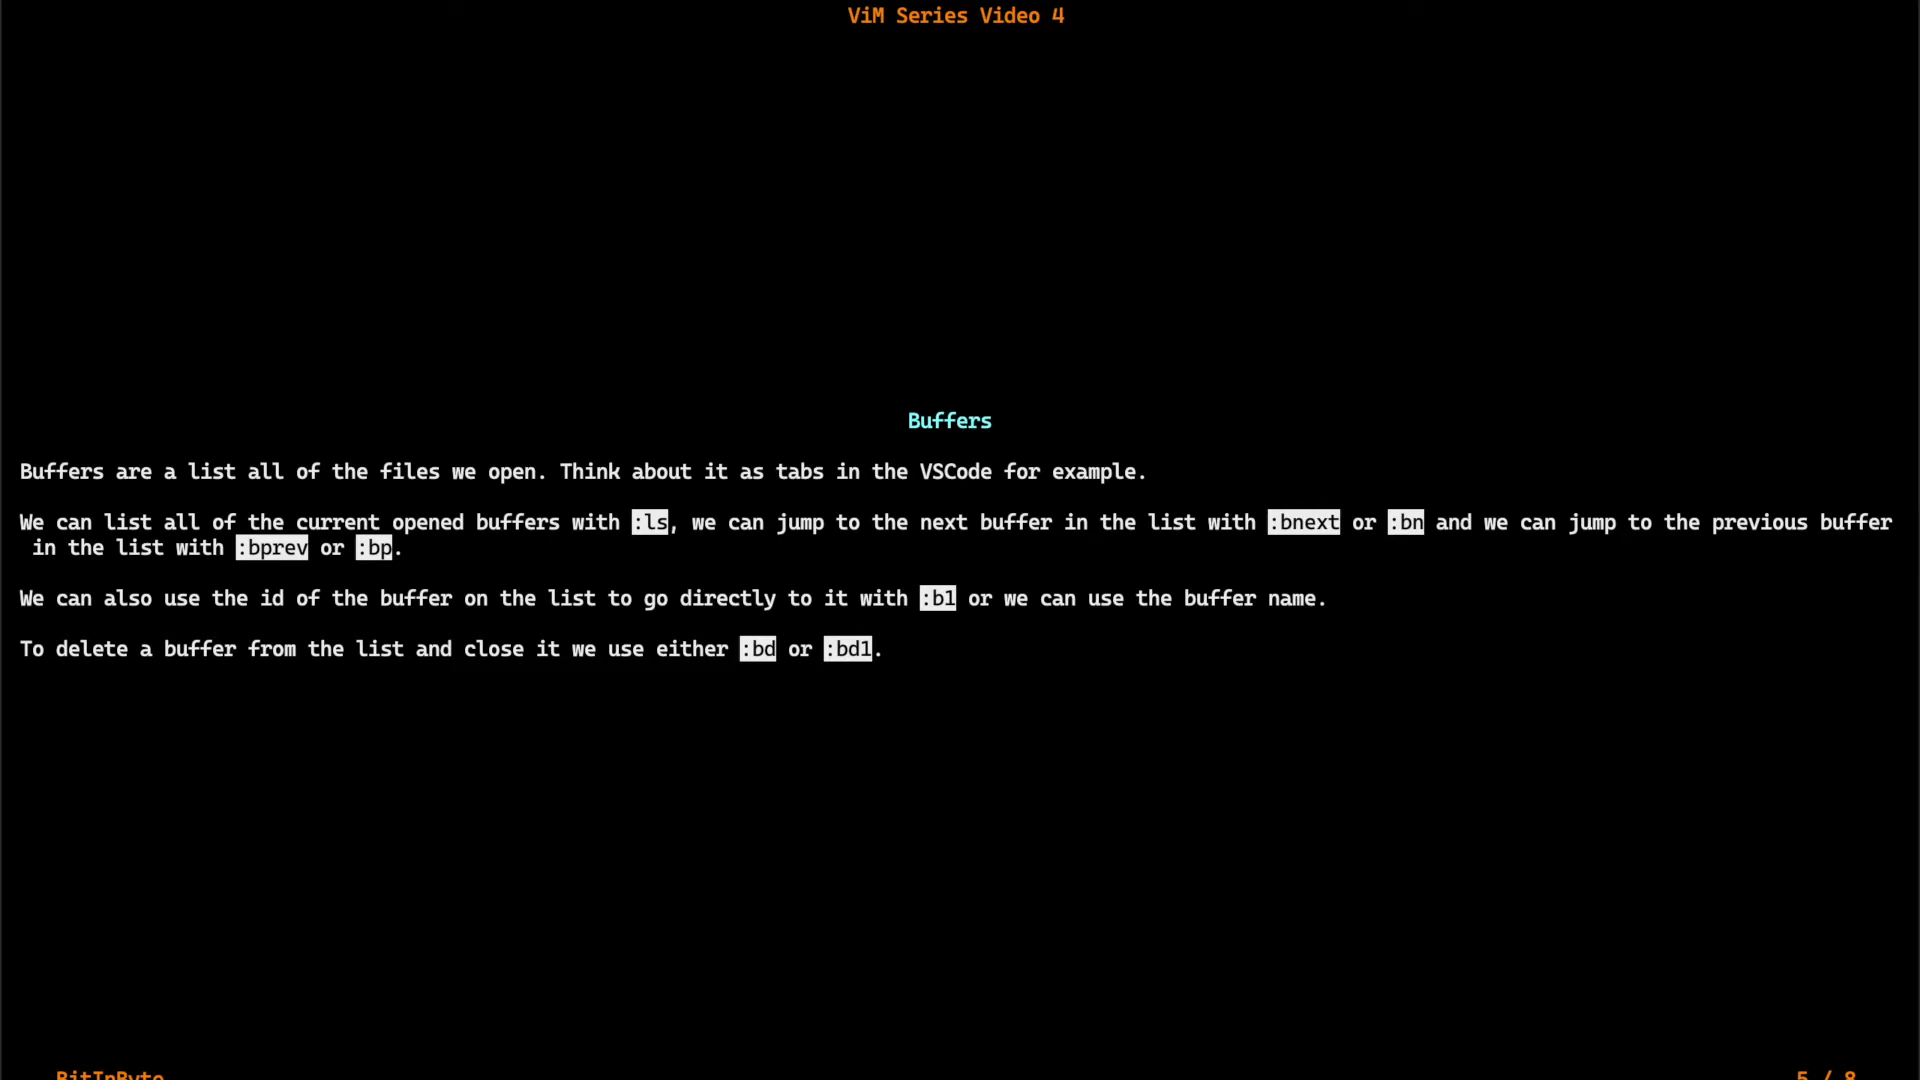 ViM Series Video 4
Buffers
Buffers are a list all of the files we open. Think about it as tabs in the VSCode for example.
We can list all of the current opened buffers with :ls, we can jump to the next buffer in the list with :bnext or :bn and we can jump to the previous buffer
in the list with :bprev or :bp.
We can also use the id of the buffer on the list to go directly to it with :b1 or we can use the buffer name.
To delete a buffer from the list and close it we use either :bd or :bd1.
BitInByte
5 / 8